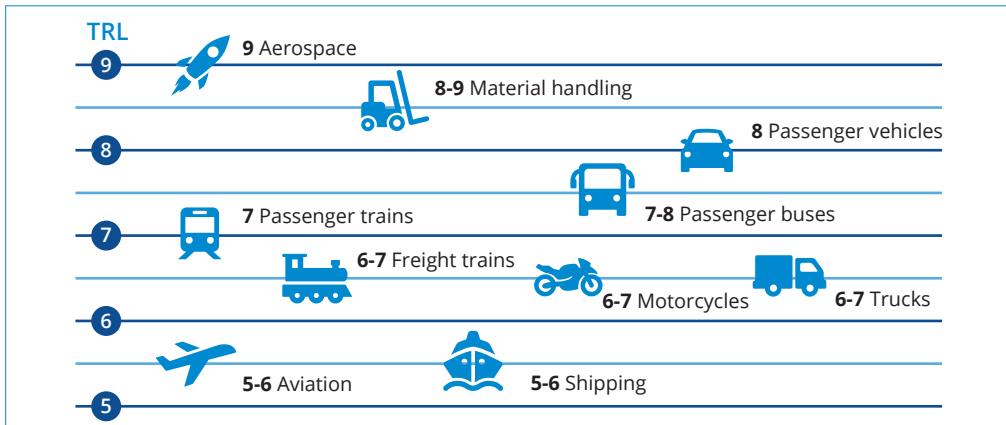 TRL
9 Aerospace
9
8-9 Material handling
8 Passenger vehicles
8
7-8 Passenger buses
7 Passenger trains
7
6-7 Freight trains
6-7 Motorcycles
6-7 Trucks
6
5-6 Aviation
5-6 Shipping
5